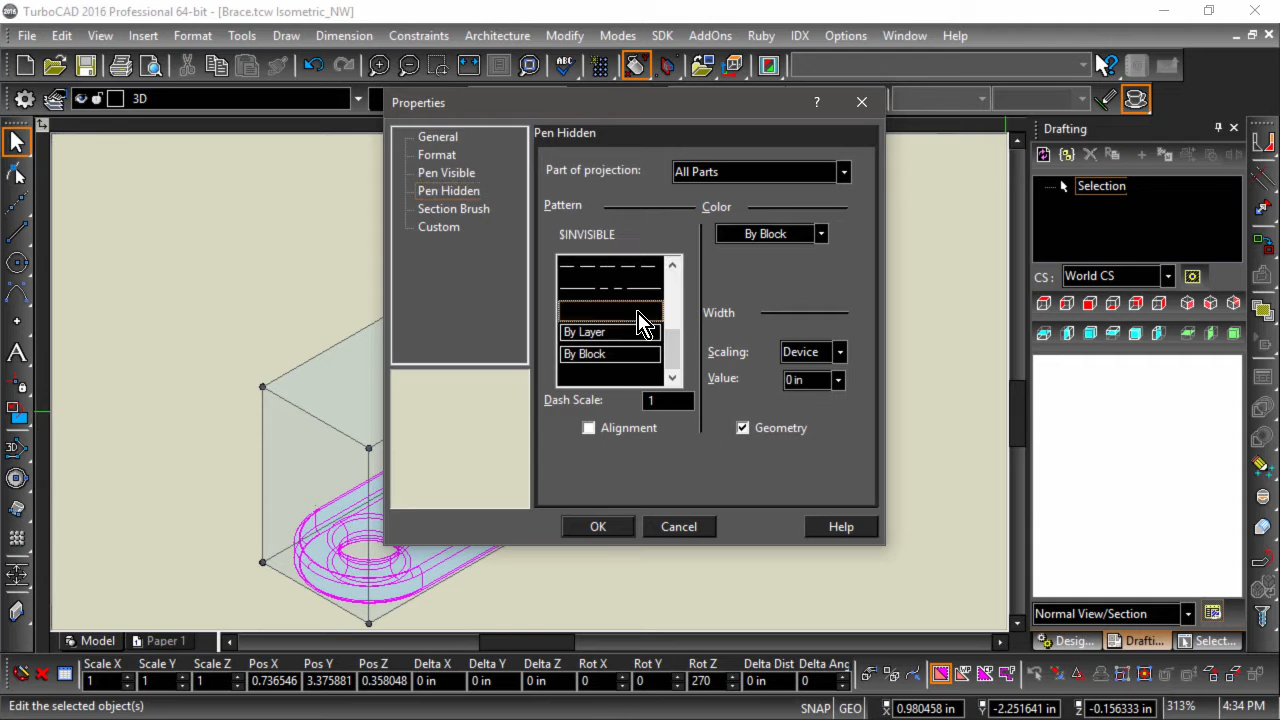 TurboCAD 2016 Professional 64-bit - [Brace.tcw Isometric_NW]
File Edit View Insert Format Tools Draw Dimension Constraints Architecture Modify Modes SDK AddOns Ruby IDX Options Window Help
ABC
3D
Properties
General
Format
Pen Visible
Pen Hidden
Section Brush
Custom
Pen Hidden
Part of projection: All Parts
Pattern Color
$INVISIBLE By Block
By Layer
By Block
Width
Scaling: Device
Value: 0 in
Dash Scale: 1
Alignment Geometry
OK Cancel Help
Drafting
Selection
CS: World CS
Normal View/Section
Desig... Drafti... Select...
Model Paper 1
Scale X Scale Y Scale Z Pos X Pos Y Pos Z Delta X Delta Y Delta Z Rot X Rot Y Rot Z Delta Dist Delta Ang
1 1 1 0.736546 3.375881 0.358048 0 in 0 in 0 in 0 0 270 0 in 0
Edit the selected object(s)
SNAP GEO X 0.980458 in Y -2.251641 in Z -0.156333 in 313% 4:34 PM